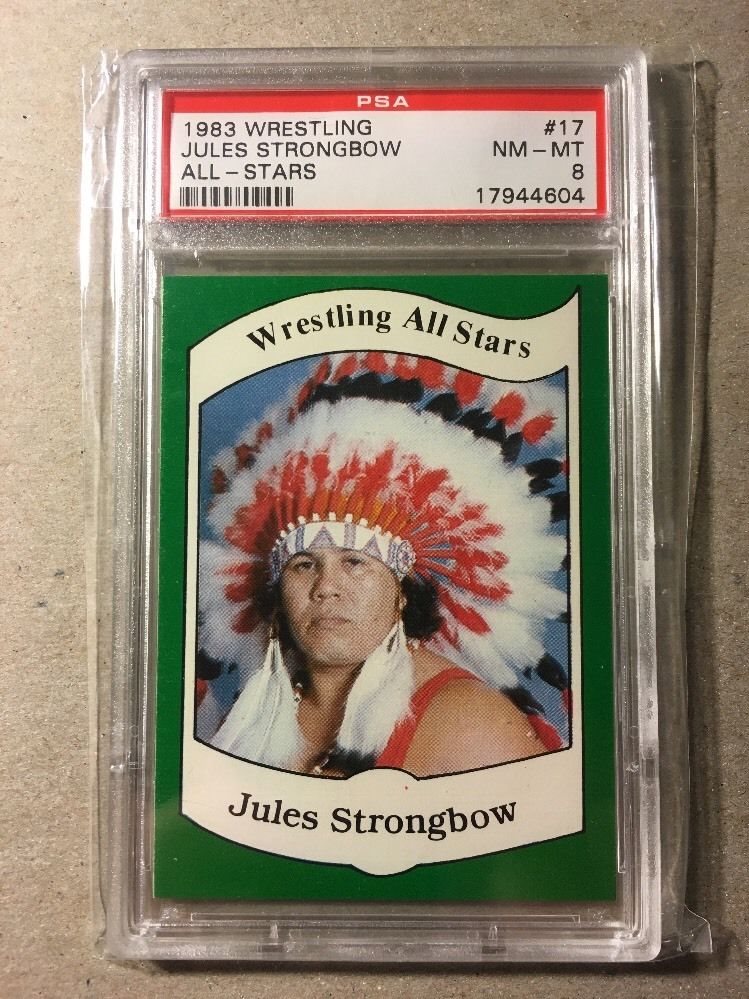 PSA
1983 WRESTLING #17
JULES STRONGBOW NM - MT
ALL - STARS 8
17944604
Wrestling All Stars
Jules Strongbow